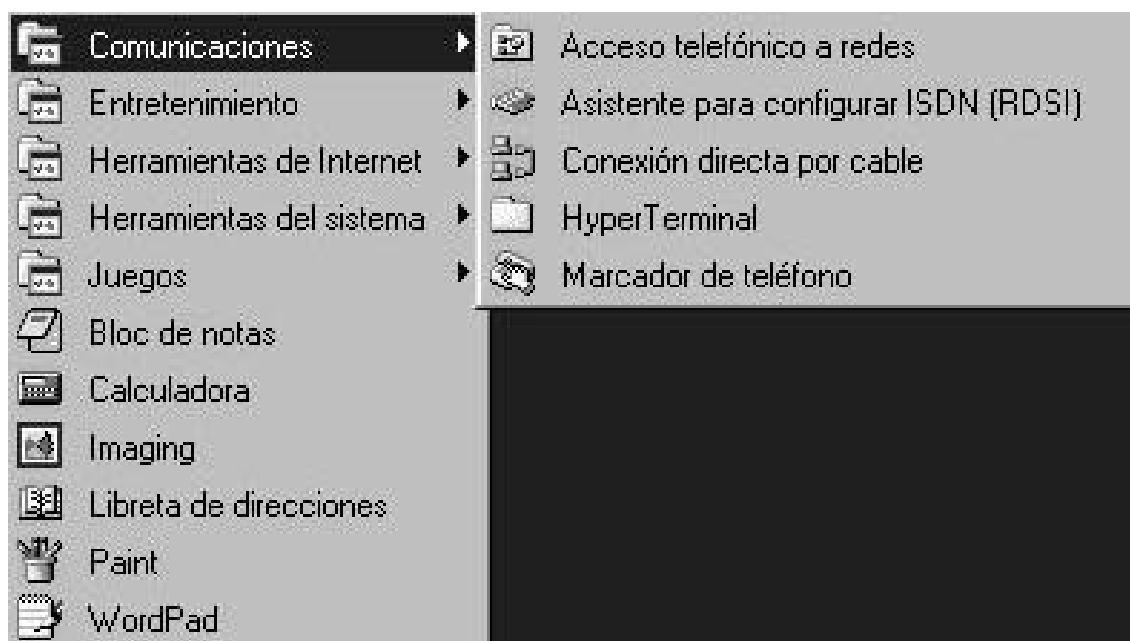 Comunicaciones
Entretenimiento
Herramientas de Internet
Herramientas del sistema
Juegos
Bloc de notas
Calculadora
Imaging
Libreta de direcciones
Paint
WordPad
Acceso telefónico a redes
Asistente para configurar ISDN (RDSI)
Conexión directa por cable
HyperTerminal
Marcador de teléfono